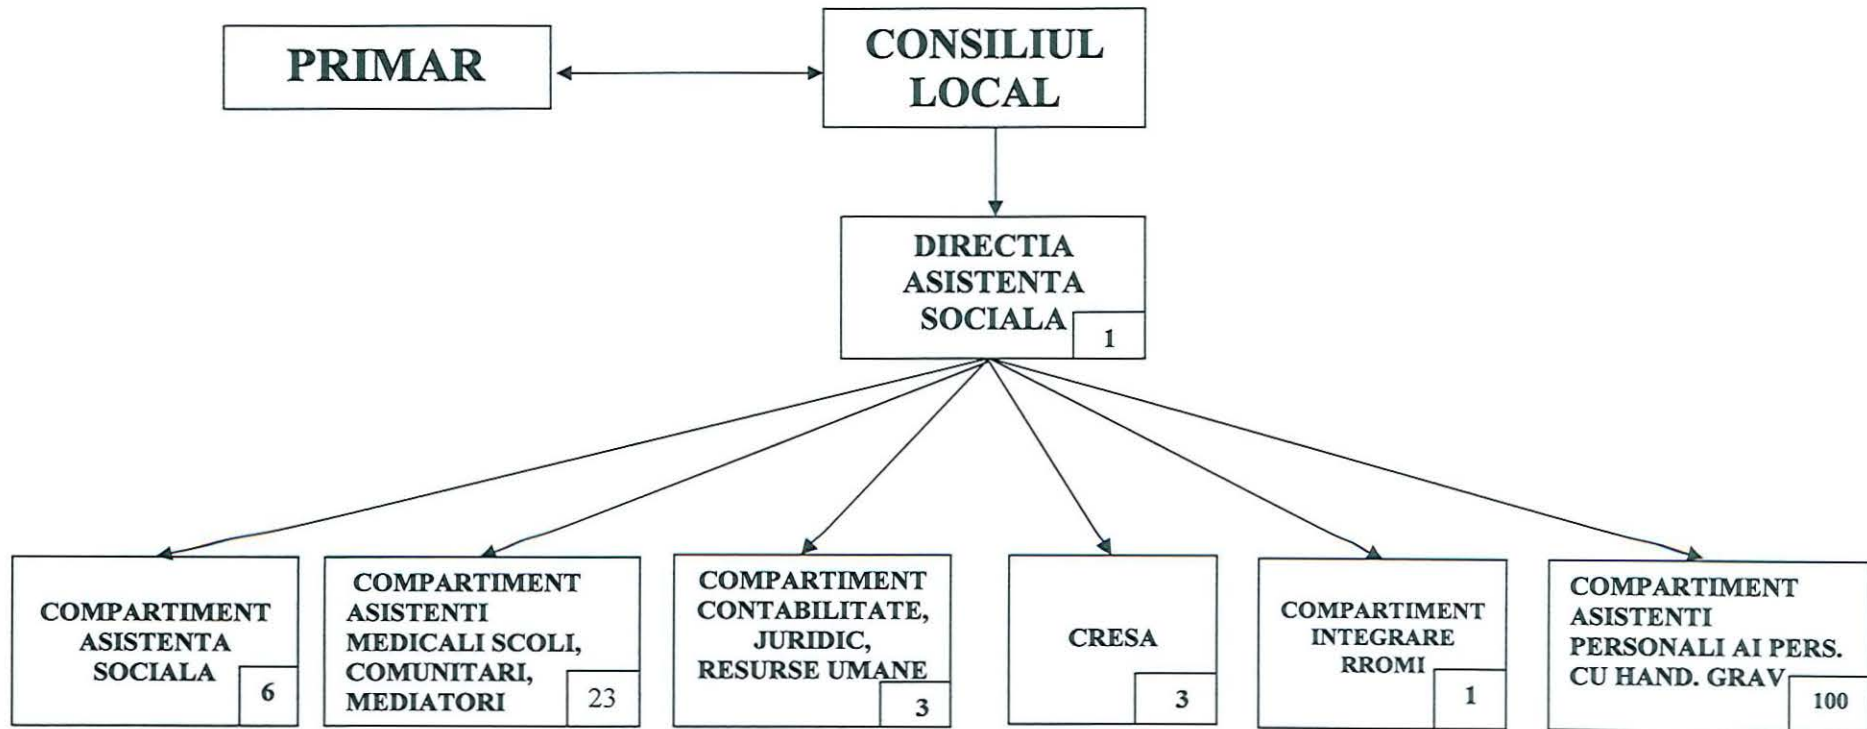 PRIMAR
CONSILIUL
LOCAL
DIRECTIA
ASISTENTA
SOCIALA
1
COMPARTIMENT
ASISTENTA
SOCIALA
6
COMPARTIMENT
ASISTENTI
MEDICALI SCOLI,
COMUNITARI,
MEDIATORI
23
COMPARTIMENT
CONTABILITATE,
JURIDIC,
RESURSE UMANE
3
CRESA
3
COMPARTIMENT
INTEGRARE
RROMI
1
COMPARTIMENT
ASISTENTI
PERSONALI AI PERS.
CU HAND. GRAV
100